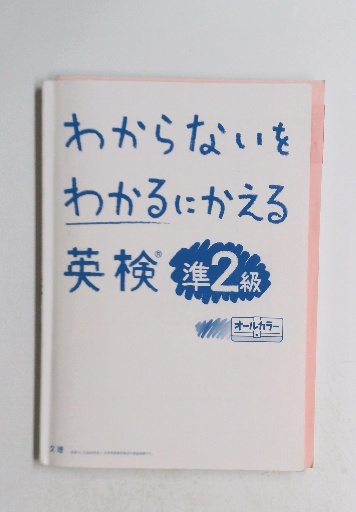 わからないを
わかるにかえる
英検®
準2級
オールカラー
文理